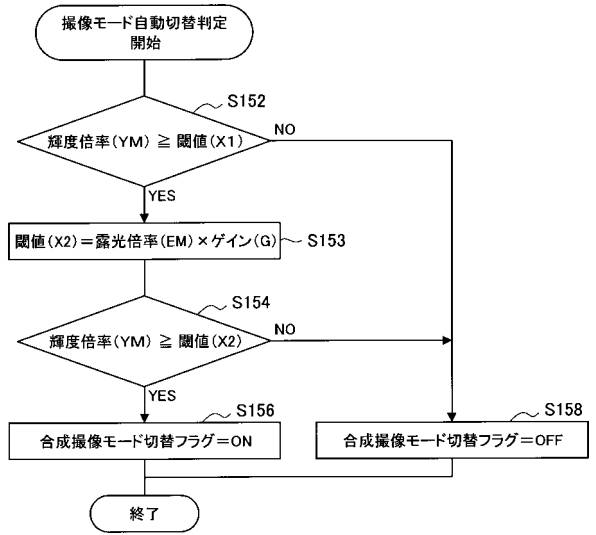 撮像モード自動切替判定
開始
S152
輝度倍率(YM) ≧ 閾値(X1)
NO
YES
閾値(X2)=露光倍率(EM)×ゲイン(G)
S153
S154
輝度倍率(YM) ≧ 閾値(X2)
NO
YES
S156
合成撮像モード切替フラグ=ON
S158
合成撮像モード切替フラグ=OFF
終了